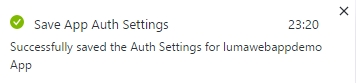 Save App Auth Settings 23:20
Successfully saved the Auth Settings for lumawebappdemo
App